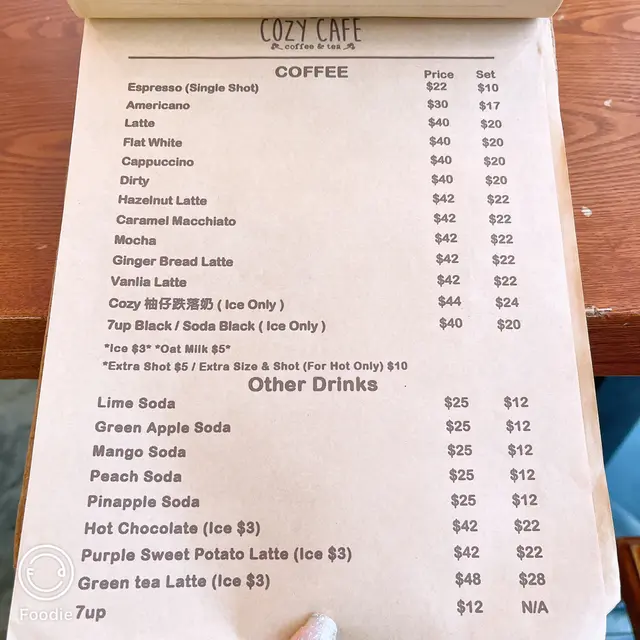 COZY CAFE
coffee & tea
COFFEE Price Set
Espresso (Single Shot) $22 $10
Americano $30 $17
Latte $40 $20
Flat White $40 $20
Cappuccino $40 $20
Dirty $40 $20
Hazelnut Latte $42 $22
Caramel Macchiato $42 $22
Mocha $42 $22
Ginger Bread Latte $42 $22
Vanlia Latte $42 $22
Cozy 柚仔跌落奶 ( Ice Only ) $44 $24
7up Black / Soda Black ( Ice Only ) $40 $20
*Ice $3* *Oat Milk $5*
*Extra Shot $5 / Extra Size & Shot (For Hot Only) $10
Other Drinks
Lime Soda $25 $12
Green Apple Soda $25 $12
Mango Soda $25 $12
Peach Soda $25 $12
Pinapple Soda $25 $12
Hot Chocolate (Ice $3) $42 $22
Purple Sweet Potato Latte (Ice $3) $42 $22
Green tea Latte (Ice $3) $48 $28
7up $12 N/A
Foodie